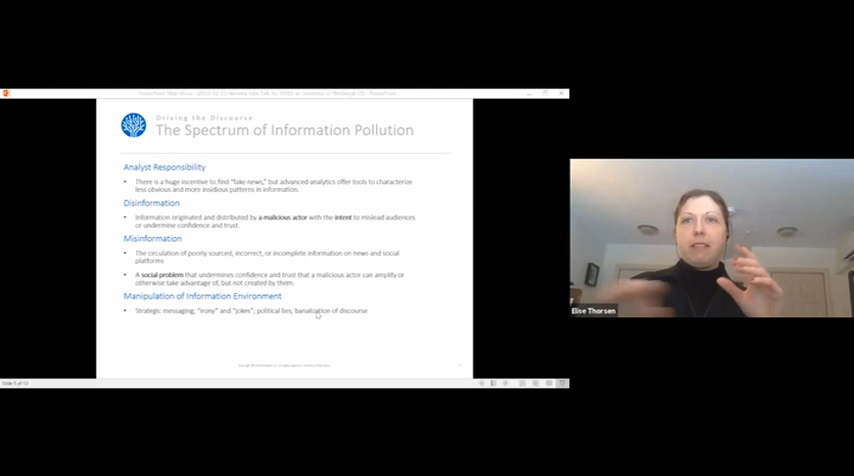 Driving the Discourse
The Spectrum of Information Pollution
Analyst Responsibility
• There is a huge incentive to find "fake news," but advanced analytics offer tools to characterize
less obvious and more insidious patterns in information.
Disinformation
• Information originated and distributed by a malicious actor with the intent to mislead audiences
or undermine confidence and trust.
Misinformation
• The circulation of poorly sourced, incorrect, or incomplete information on news and social
platforms
• A social problem that undermines confidence and trust that a malicious actor can amplify or
otherwise take advantage of, but not created by them.
Manipulation of Information Environment
• Strategic messaging; "irony" and "jokes"; political lies; banalization of discourse
Slide 5 of 13
Elise Thorsen